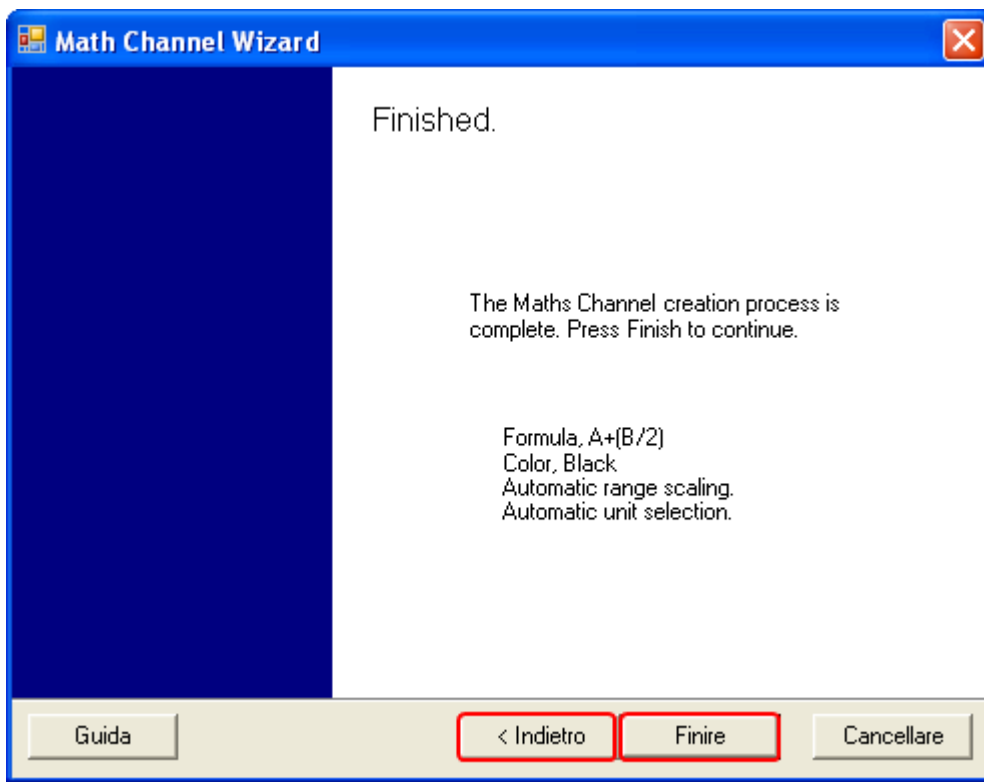 Math Channel Wizard
Finished.
The Maths Channel creation process is
complete. Press Finish to continue.
Formula, A+(B/2)
Color, Black
Automatic range scaling.
Automatic unit selection.
Guida
< Indietro
Finire
Cancellare